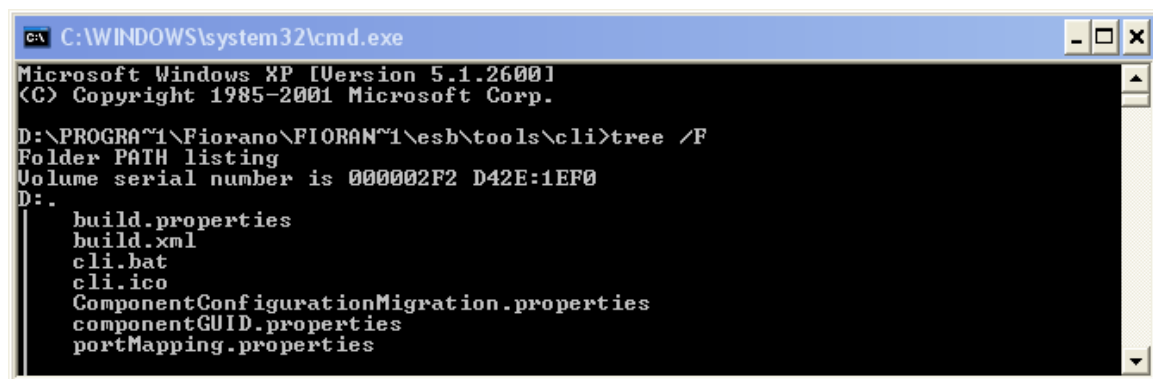 C:\WINDOWS\system32\cmd.exe
Microsoft Windows XP [Version 5.1.2600]
(C) Copyright 1985-2001 Microsoft Corp.
D:\PROGRA~1\Fiorano\FIORAN~1\esb\tools\cli>tree /F
Folder PATH listing
Volume serial number is 000002F2 D42E:1EF0
D:.
build.properties
build.xml
cli.bat
cli.ico
ComponentConfigurationMigration.properties
componentGUID.properties
portMapping.properties